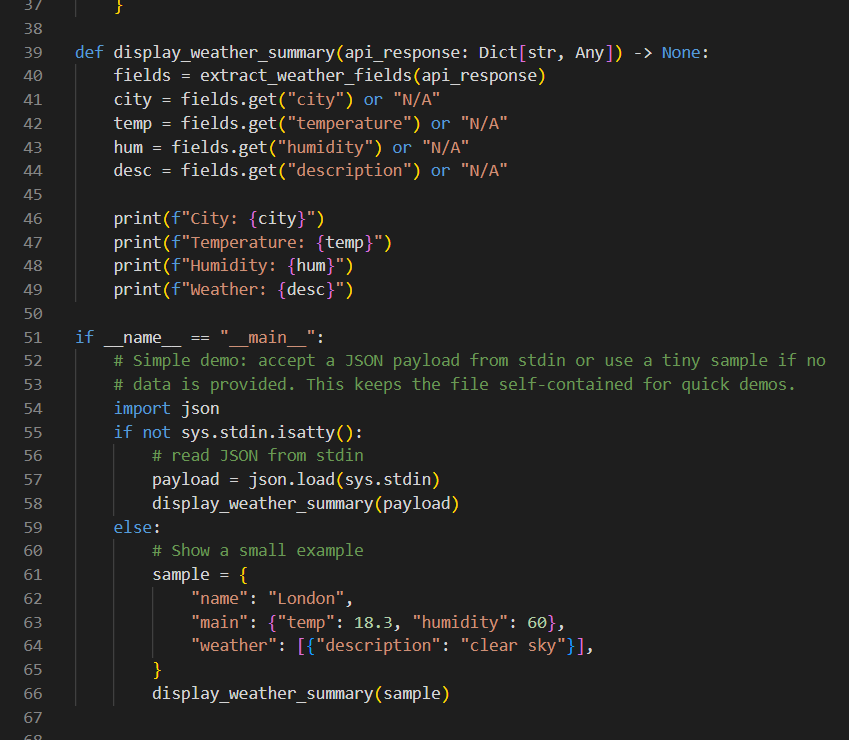 37 }
38
39 def display_weather_summary(api_response: Dict[str, Any]) -> None:
40     fields = extract_weather_fields(api_response)
41     city = fields.get("city") or "N/A"
42     temp = fields.get("temperature") or "N/A"
43     hum = fields.get("humidity") or "N/A"
44     desc = fields.get("description") or "N/A"
45
46     print(f"City: {city}")
47     print(f"Temperature: {temp}")
48     print(f"Humidity: {hum}")
49     print(f"Weather: {desc}")
50
51 if __name__ == "__main__":
52     # Simple demo: accept a JSON payload from stdin or use a tiny sample if no
53     # data is provided. This keeps the file self-contained for quick demos.
54     import json
55     if not sys.stdin.isatty():
56         # read JSON from stdin
57         payload = json.load(sys.stdin)
58         display_weather_summary(payload)
59     else:
60         # Show a small example
61         sample = {
62             "name": "London",
63             "main": {"temp": 18.3, "humidity": 60},
64             "weather": [{"description": "clear sky"}],
65         }
66         display_weather_summary(sample)
67
68